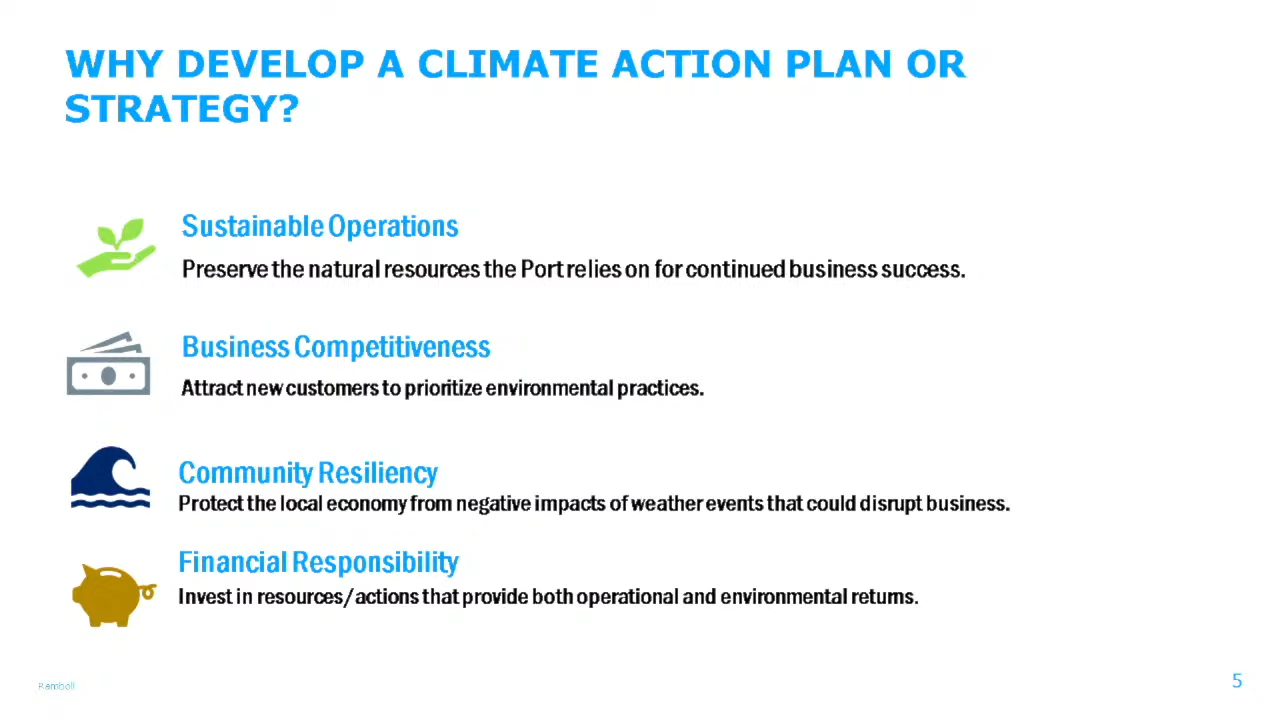 WHY DEVELOP A CLIMATE ACTION PLAN OR
STRATEGY?
Sustainable Operations
Preserve the natural resources the Port relies on for continued business success.
Business Competitiveness
Attract new customers to prioritize environmental practices.
Community Resiliency
Protect the local economy from negative impacts of weather events that could disrupt business.
Financial Responsibility
Invest in resources/actions that provide both operational and environmental returns.
Ramboll
5